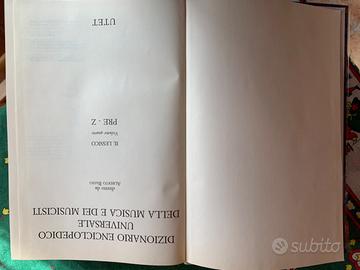 DIZIONARIO ENCICLOPEDICO
UNIVERSALE
DELLA MUSICA E DEI MUSICISTI
diretto da
ALBERTO BASSO
IL LESSICO
Volume quarto
PRE - Z
UTET
subito